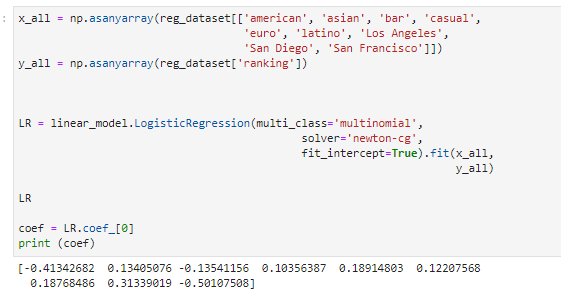 :
x_all = np.asanyarray(reg_dataset[['american', 'asian', 'bar', 'casual',
'euro', 'latino', 'Los Angeles',
'San Diego', 'San Francisco']])
y_all = np.asanyarray(reg_dataset['ranking'])
LR = linear_model.LogisticRegression(multi_class='multinomial',
solver='newton-cg',
fit_intercept=True).fit(x_all,
y_all)
LR
coef = LR.coef_[0]
print (coef)
[-0.41342682 0.13405076 -0.13541156 0.10356387 0.18914803 0.12207568
0.18768486 0.31339019 -0.50107508]